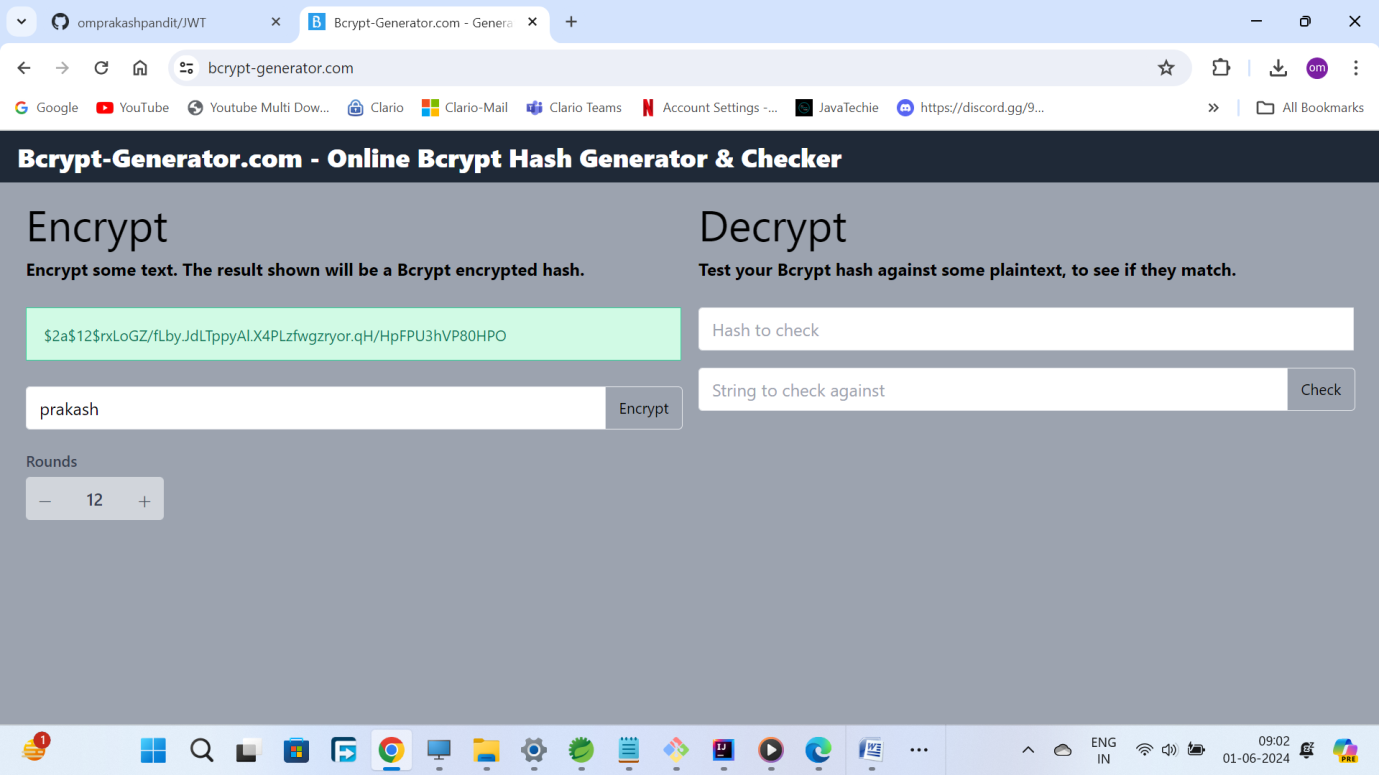 omprakashpandit/JWT
Bcrypt-Generator.com - Genera
bcrypt-generator.com
om
Google YouTube Youtube Multi Dow... Clario Clario-Mail Clario Teams Account Settings -... JavaTechie https://discord.gg/9... » All Bookmarks
Bcrypt-Generator.com - Online Bcrypt Hash Generator & Checker
Encrypt
Encrypt some text. The result shown will be a Bcrypt encrypted hash.
$2a$12$rxLoGZ/fLby.JdLTppyAl.X4PLzfwgzryor.qH/HpFPU3hVP80HPO
prakash
Encrypt
Rounds
− 12 +
Decrypt
Test your Bcrypt hash against some plaintext, to see if they match.
Hash to check
String to check against
Check
1
ENG
IN
09:02
01-06-2024
PRE